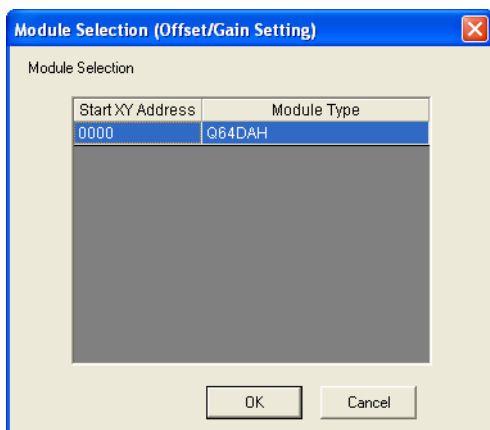 Module Selection (Offset/Gain Setting)
Module Selection
Start XY Address Module Type
0000 Q64DAH
OK Cancel